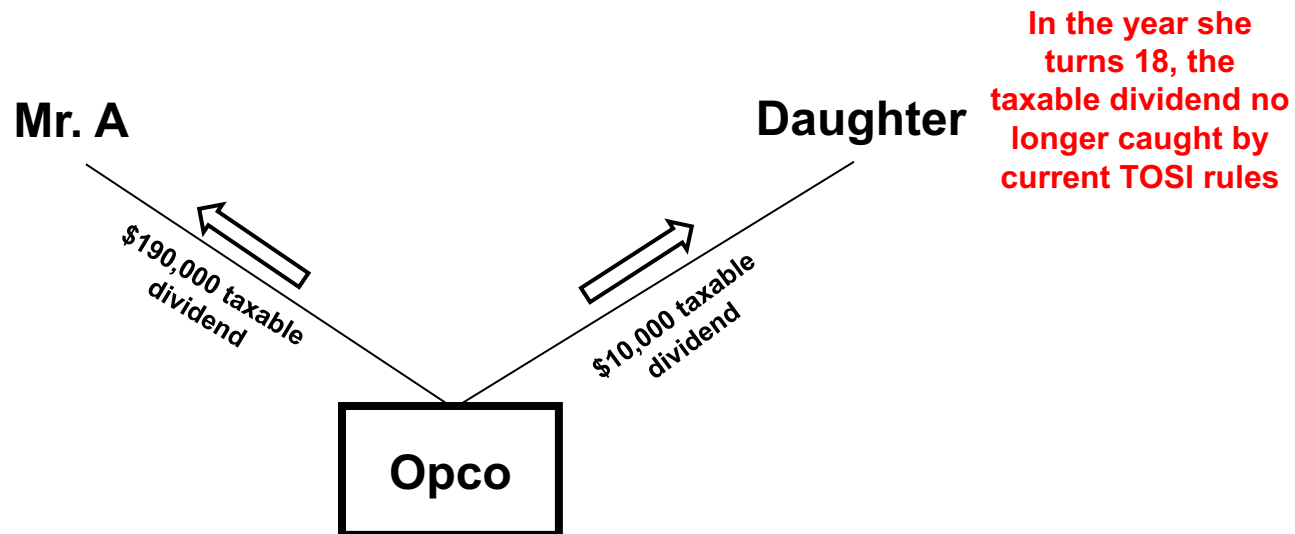 In the year she
turns 18, the
taxable dividend no
longer caught by
current TOSI rules
Mr. A
Daughter
$190,000 taxable
dividend
$10,000 taxable
dividend
Opco